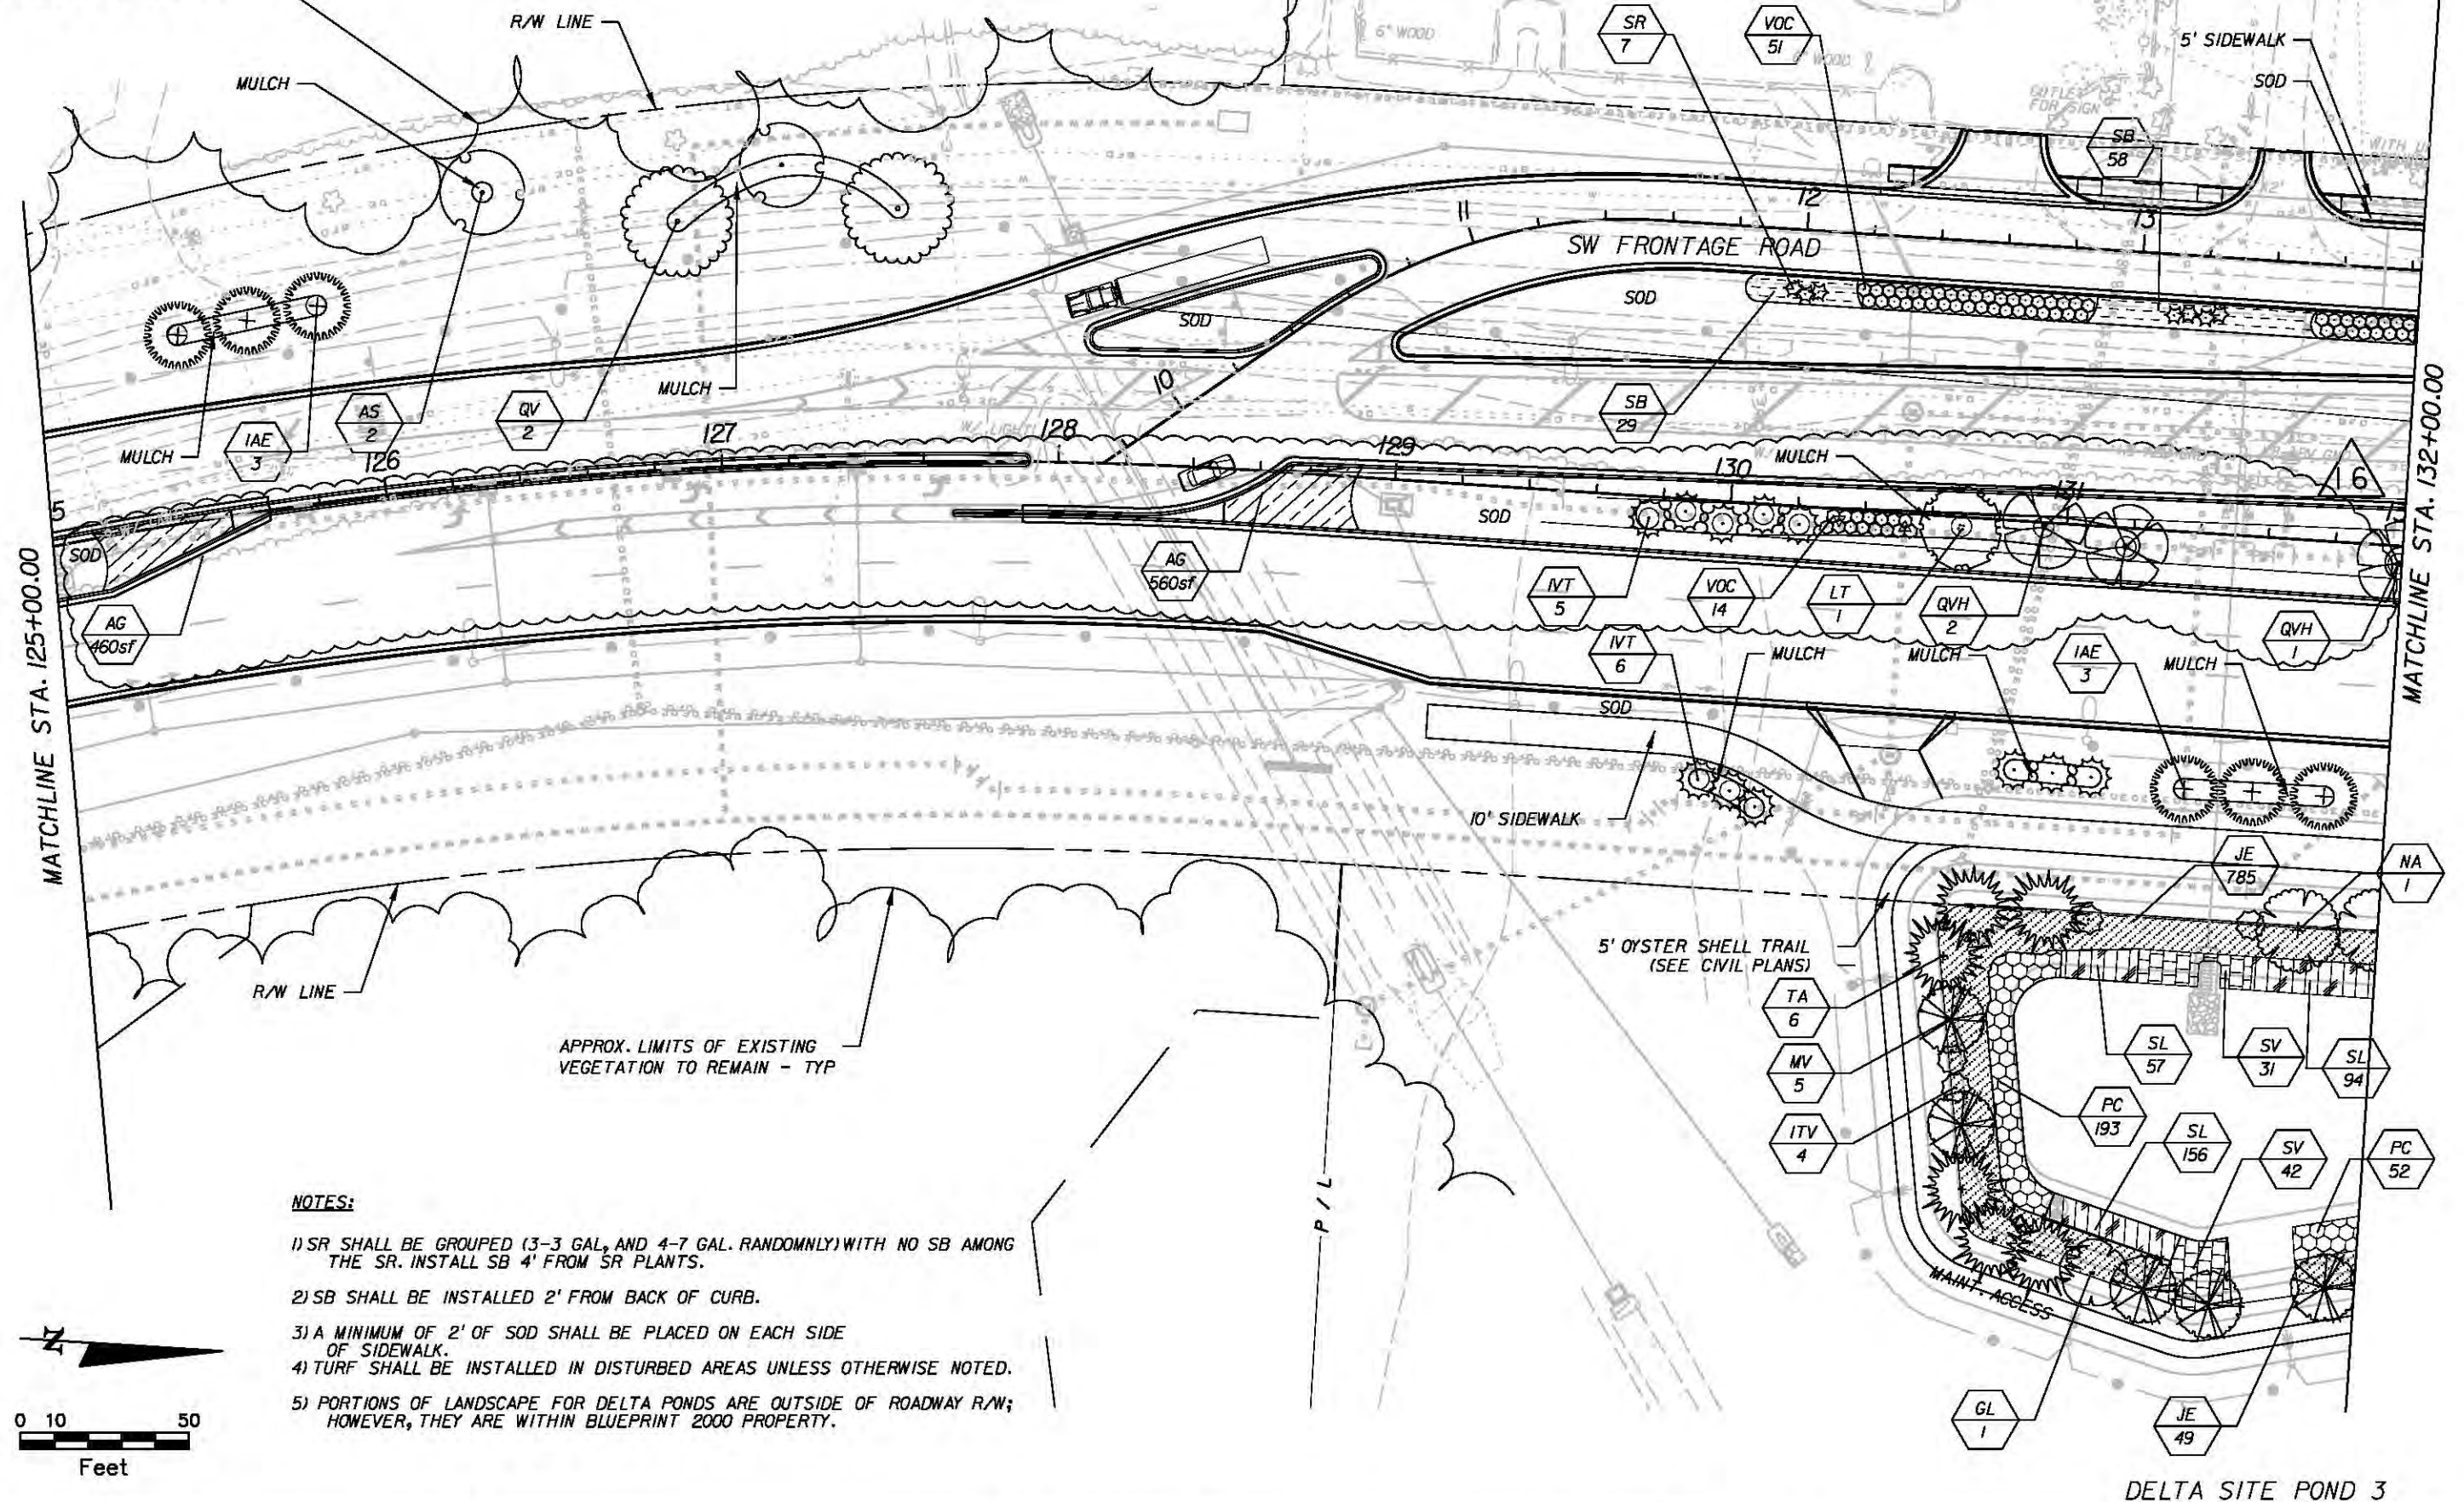 R/W LINE
MULCH
6" WOOD
SR
7
VOC
51
6" WOOD
5' SIDEWALK
SOD
OUTLET
FOR SIGN
SB
58
12
11
13
SW FRONTAGE ROAD
SOD
SOD
MULCH
10
AS
2
QV
2
MULCH
IAE
3
SB
29
126
127
128
129
MULCH
130
131
16
5
SOD
SOD
AG
460sf
AG
560sf
IVT
5
VOC
14
LT
1
QVH
2
QVH
1
IVT
6
MULCH
MULCH
IAE
3
MULCH
SOD
MATCHLINE STA. 125+00.00
MATCHLINE STA. 132+00.00
10' SIDEWALK
JE
785
NA
1
R/W LINE
5' OYSTER SHELL TRAIL
(SEE CIVIL PLANS)
TA
6
APPROX. LIMITS OF EXISTING
VEGETATION TO REMAIN - TYP
MV
5
SL
57
SV
31
SL
94
ITV
4
PC
193
SL
156
SV
42
PC
52
P/L
MAINT. ACCESS
NOTES:
1) SR SHALL BE GROUPED (3-3 GAL, AND 4-7 GAL. RANDOMNLY) WITH NO SB AMONG
THE SR. INSTALL SB 4' FROM SR PLANTS.
2) SB SHALL BE INSTALLED 2' FROM BACK OF CURB.
3) A MINIMUM OF 2' OF SOD SHALL BE PLACED ON EACH SIDE
OF SIDEWALK.
4) TURF SHALL BE INSTALLED IN DISTURBED AREAS UNLESS OTHERWISE NOTED.
5) PORTIONS OF LANDSCAPE FOR DELTA PONDS ARE OUTSIDE OF ROADWAY R/W;
HOWEVER, THEY ARE WITHIN BLUEPRINT 2000 PROPERTY.
N
0 10 50
Feet
GL
1
JE
49
DELTA SITE POND 3